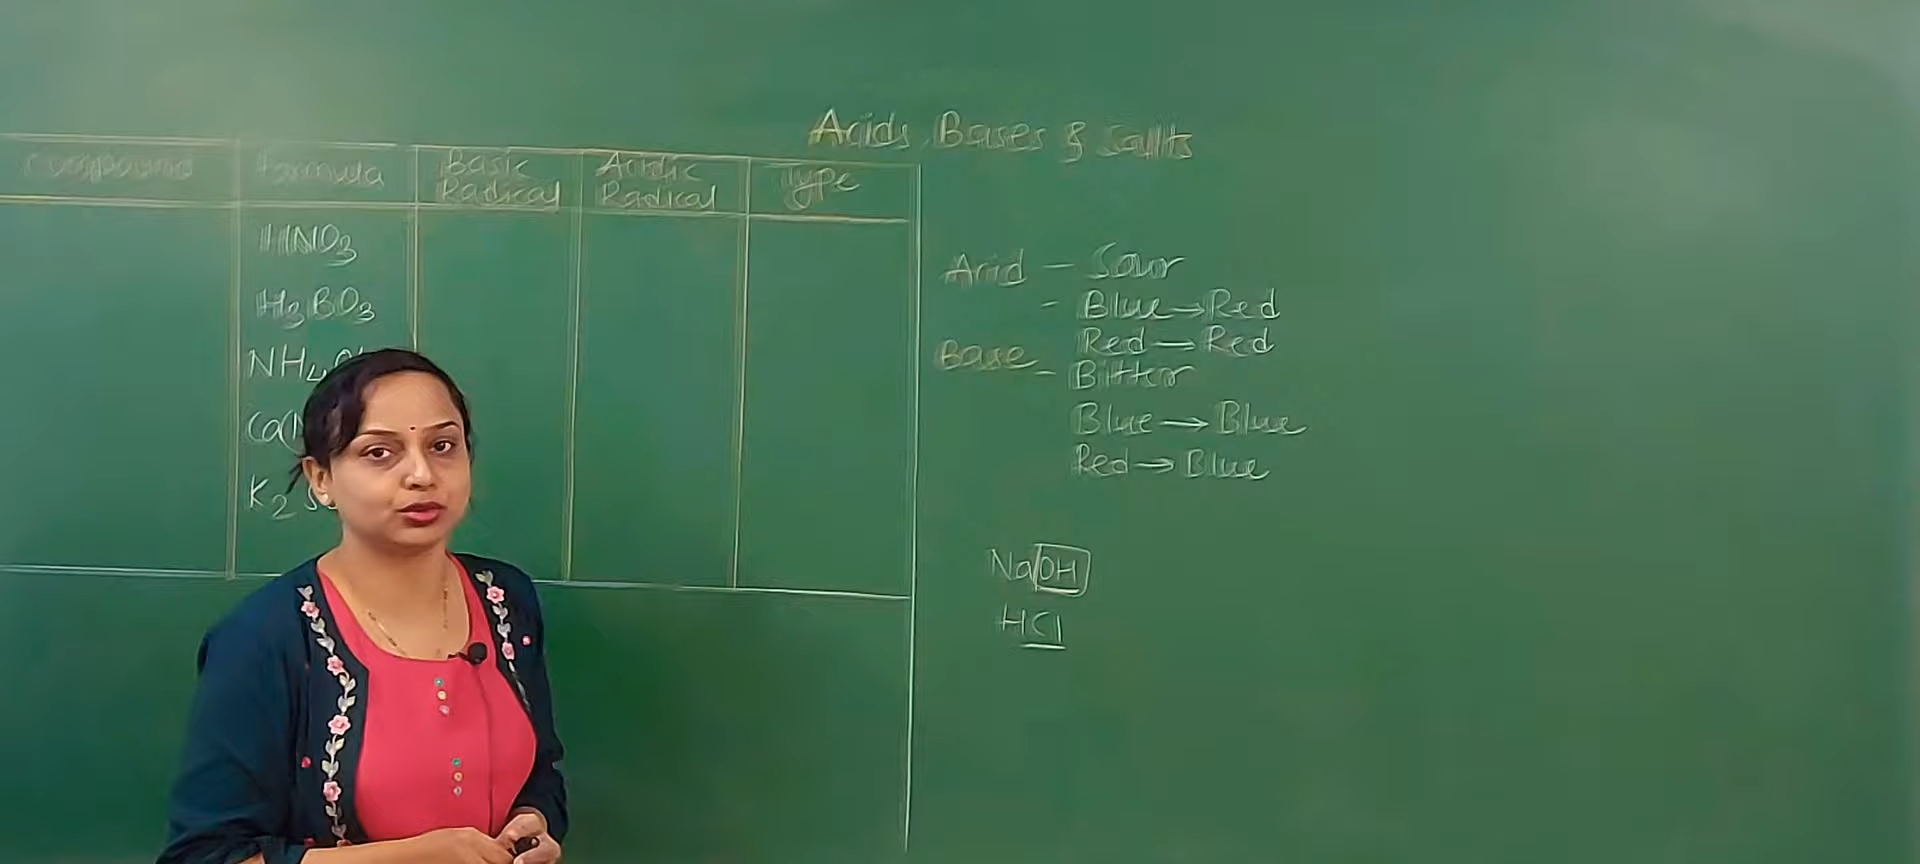 Acids, Bases & Salts
Compound Formula Basic Radical Acidic Radical Type
HNO₃
H₃BO₃
NH₄
Ca(N
K₂ S
Acid - Sour
- Blue → Red
Red → Red
Base - Bitter
Blue → Blue
Red → Blue
NaOH
HCl